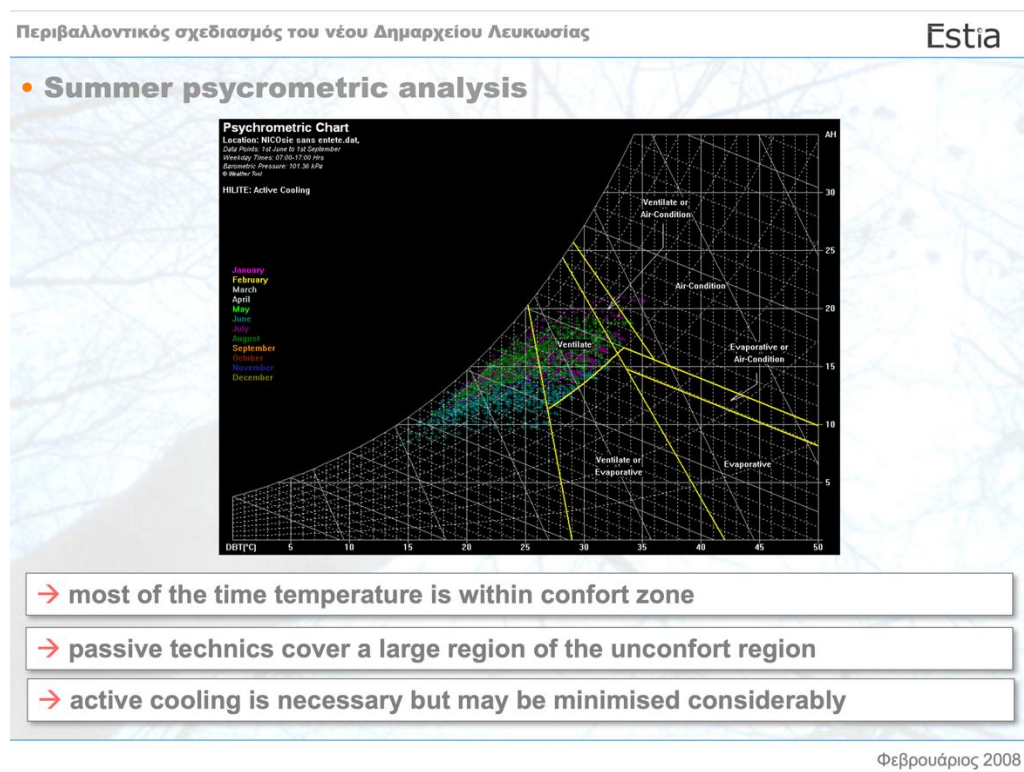 Περιβαλλοντικός σχεδιασμός του νέου Δημαρχείου Λευκωσίας
Estia
• Summer psycrometric analysis
Psychrometric Chart
Location: NICOsie sans entete.dat,
Data Points: 1st June to 1st September
Weekday Times: 07:00-17:00 Hrs
Barometric Pressure: 101.36 kPa
© Weather Tool
HILITE: Active Cooling
AH
30
25
20
15
10
5
Ventilate or
Air-Condition
Air-Condition
Ventilate
Evaporative or
Air-Condition
Ventilate or
Evaporative
Evaporative
January
February
March
April
May
June
July
August
September
October
November
December
DBT(°C) 5 10 15 20 25 30 35 40 45 50
→ most of the time temperature is within confort zone
→ passive technics cover a large region of the unconfort region
→ active cooling is necessary but may be minimised considerably
Φεβρουάριος 2008